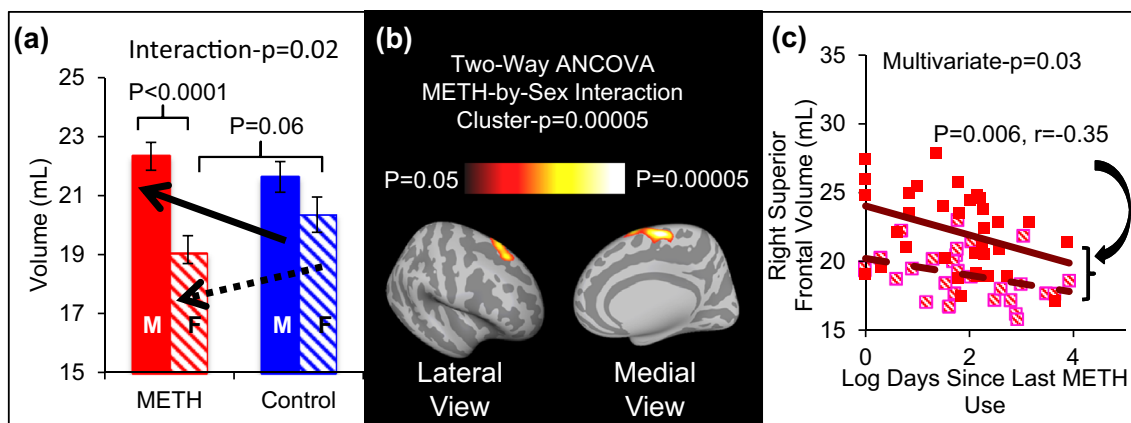 (a)
Interaction-p=0.02
25
23
21
19
17
15
Volume (mL)
P<0.0001
P=0.06
M
F
M
F
METH
Control
(b)
Two-Way ANCOVA
METH-by-Sex Interaction
Cluster-p=0.00005
P=0.05
P=0.00005
Lateral
View
Medial
View
(c)
Multivariate-p=0.03
P=0.006, r=-0.35
35
30
25
20
15
Right Superior
Frontal Volume (mL)
0
2
4
Log Days Since Last METH
Use